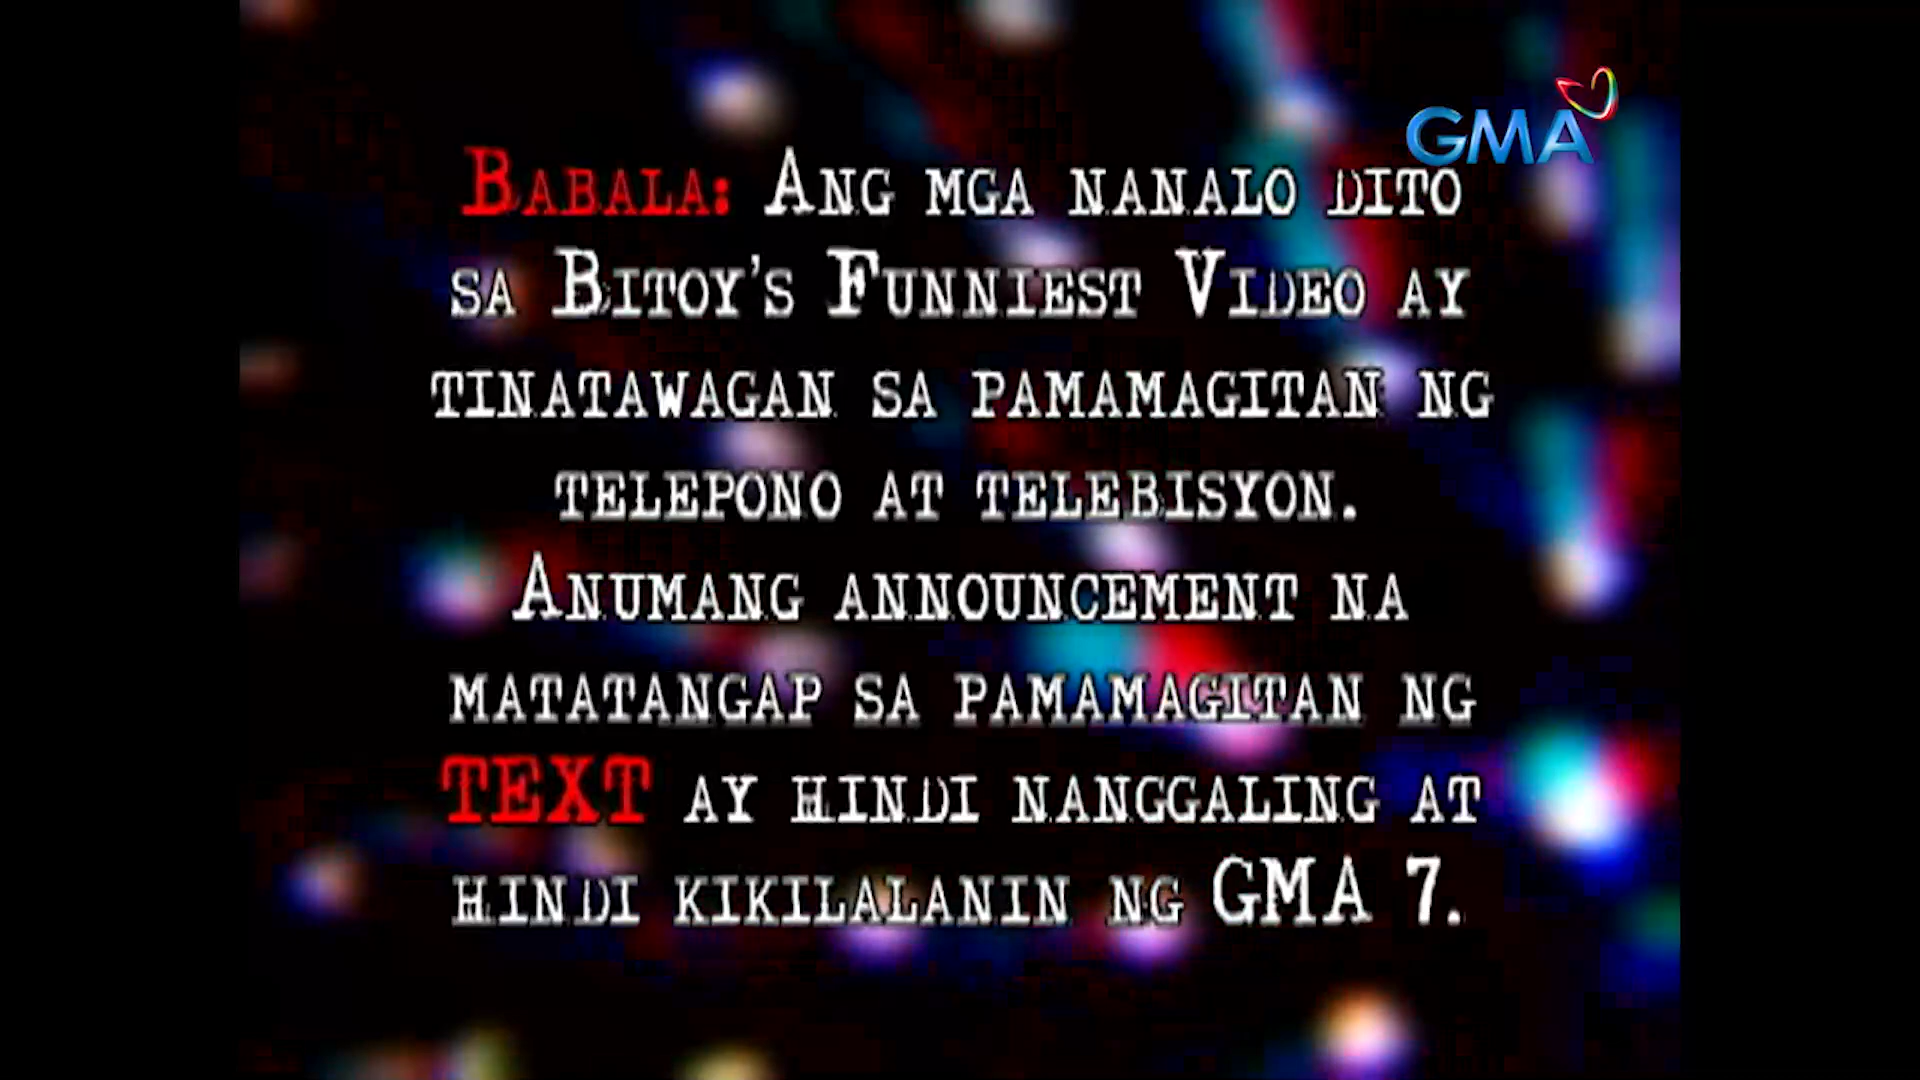 GMA
BABALA: ANG MGA NANALO DITO
SA BITOY'S FUNNIEST VIDEO AY
TINATAWAGAN SA PAMAMAGITAN NG
TELEPONO AT TELEBISYON.
ANUMANG ANNOUNCEMENT NA
MATATANGAP SA PAMAMAGITAN NG
TEXT AY HINDI NANGGALING AT
HINDI KIKILALANIN NG GMA 7.